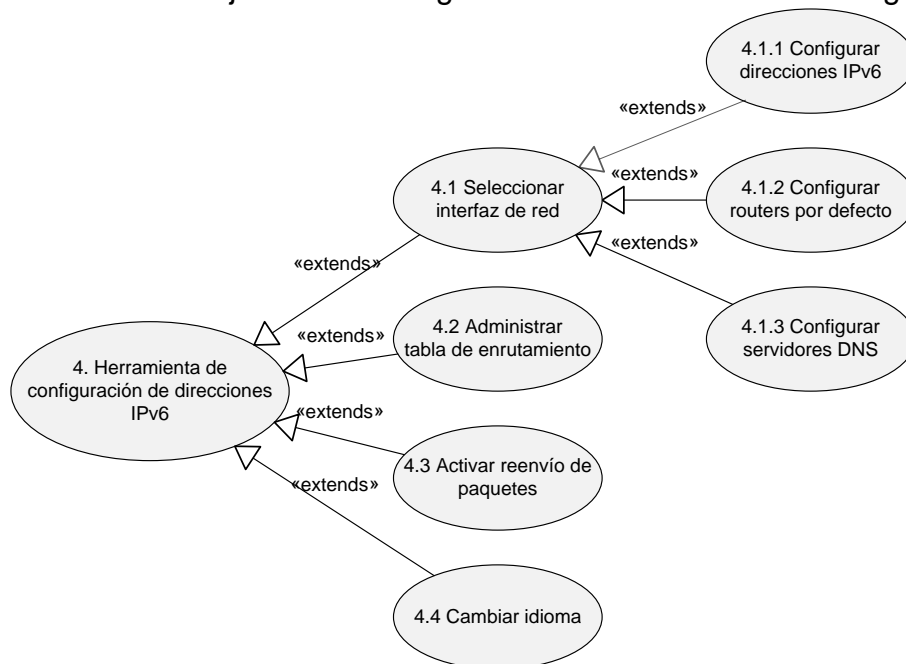 4.1.1 Configurar
direcciones IPv6
«extends»
4.1 Seleccionar
interfaz de red
«extends»
4.1.2 Configurar
routers por defecto
«extends»
«extends»
4.2 Administrar
tabla de enrutamiento
«extends»
4.1.3 Configurar
servidores DNS
4. Herramienta de
configuración de direcciones
IPv6
«extends»
4.3 Activar reenvío de
paquetes
«extends»
4.4 Cambiar idioma